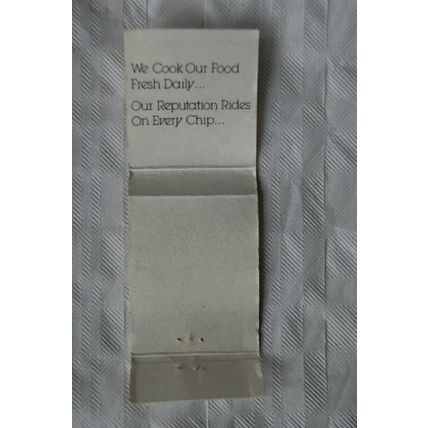 We Cook Our Food
Fresh Daily...
Our Reputation Rides
On Every Chip...